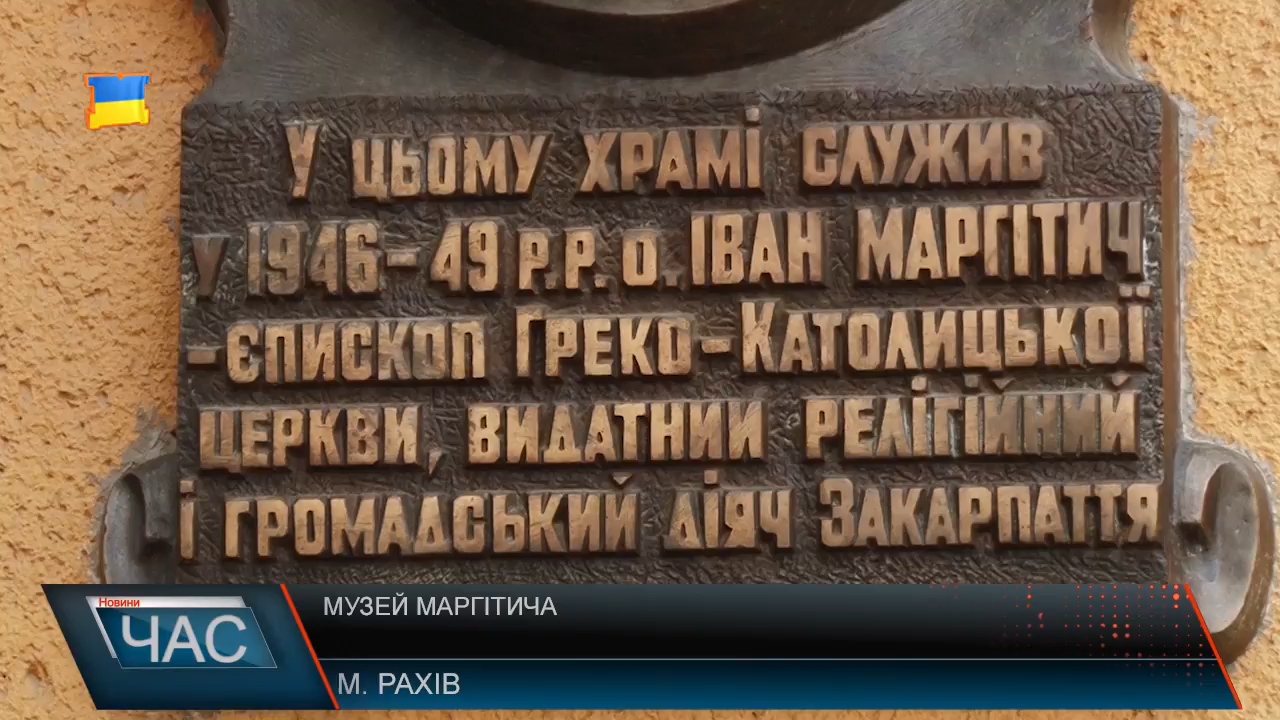 У ЦЬОМУ ХРАМІ СЛУЖИВ
У 1946-49 Р.Р. О. ІВАН МАРГІТИЧ
-ЄПИСКОП ГРЕКО-КАТОЛИЦЬКОЇ
ЦЕРКВИ, ВИДАТНИЙ РЕЛІГІЙНИЙ
І ГРОМАДСЬКИЙ ДІЯЧ ЗАКАРПАТТЯ
Новини
ЧАС
МУЗЕЙ МАРГІТИЧА
М. РАХІВ